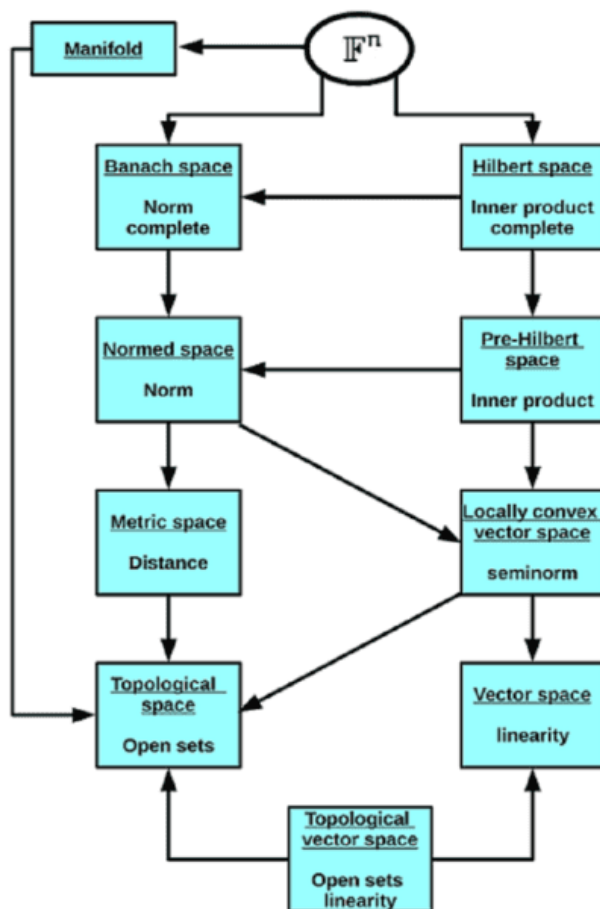 𝔽ⁿ
Manifold
Banach space
Norm
complete
Hilbert space
Inner product
complete
Normed space
Norm
Pre-Hilbert
space
Inner product
Metric space
Distance
Locally convex
vector space
seminorm
Topological
space
Open sets
Vector space
linearity
Topological
vector space
Open sets
linearity